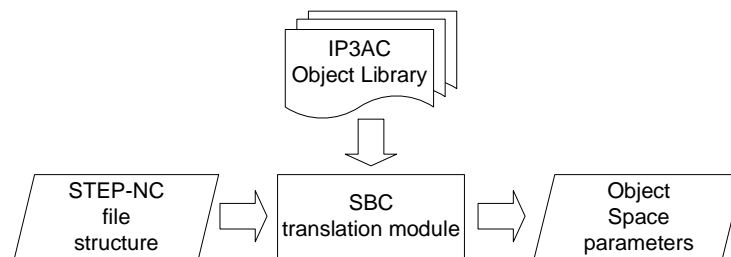 IP3AC
Object Library
STEP-NC
file
structure
SBC
translation module
Object
Space
parameters